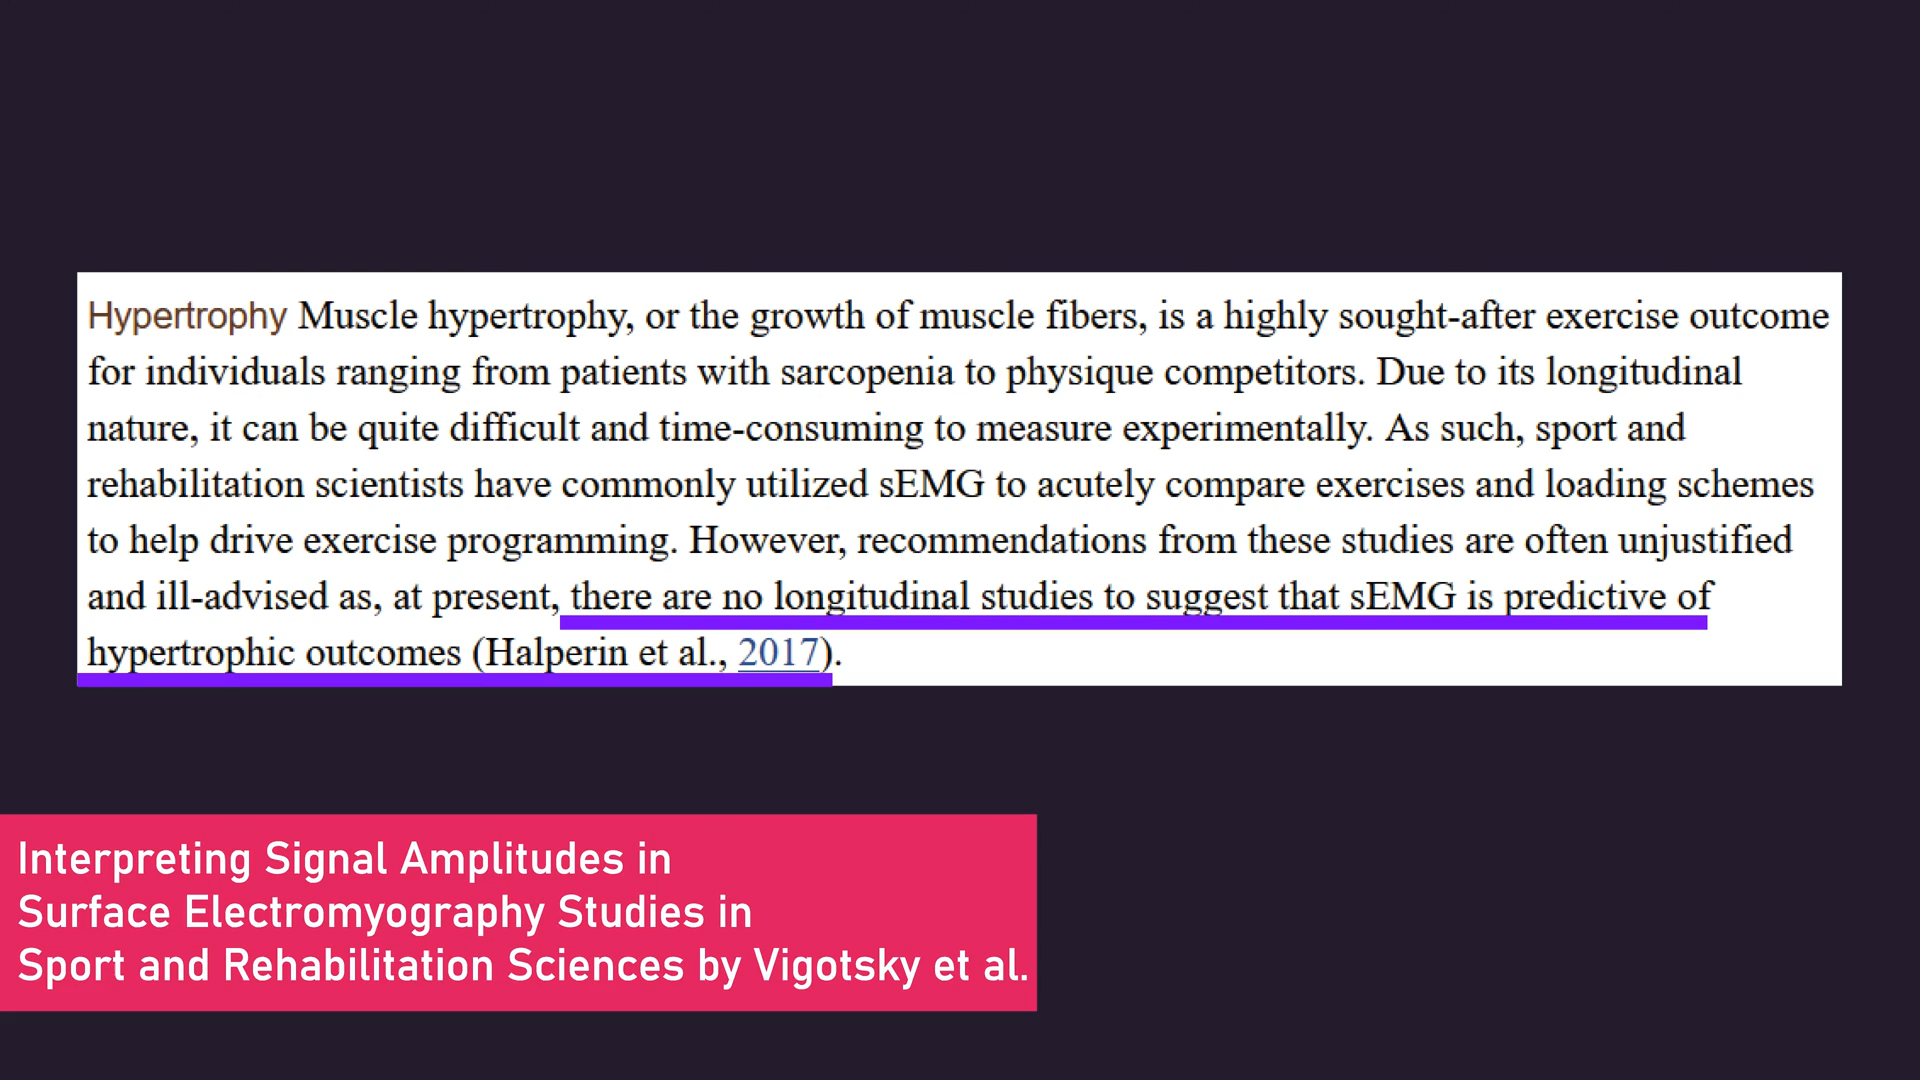 Hypertrophy Muscle hypertrophy, or the growth of muscle fibers, is a highly sought-after exercise outcome
for individuals ranging from patients with sarcopenia to physique competitors. Due to its longitudinal
nature, it can be quite difficult and time-consuming to measure experimentally. As such, sport and
rehabilitation scientists have commonly utilized sEMG to acutely compare exercises and loading schemes
to help drive exercise programming. However, recommendations from these studies are often unjustified
and ill-advised as, at present, there are no longitudinal studies to suggest that sEMG is predictive of
hypertrophic outcomes (Halperin et al., 2017).
Interpreting Signal Amplitudes in
Surface Electromyography Studies in
Sport and Rehabilitation Sciences by Vigotsky et al.